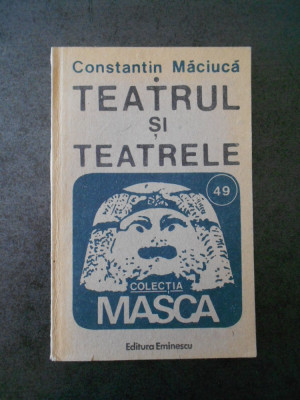 Constantin Măciucă
TEATRUL
ȘI
TEATRELE
49
COLECȚIA
MASCA
Editura Eminescu